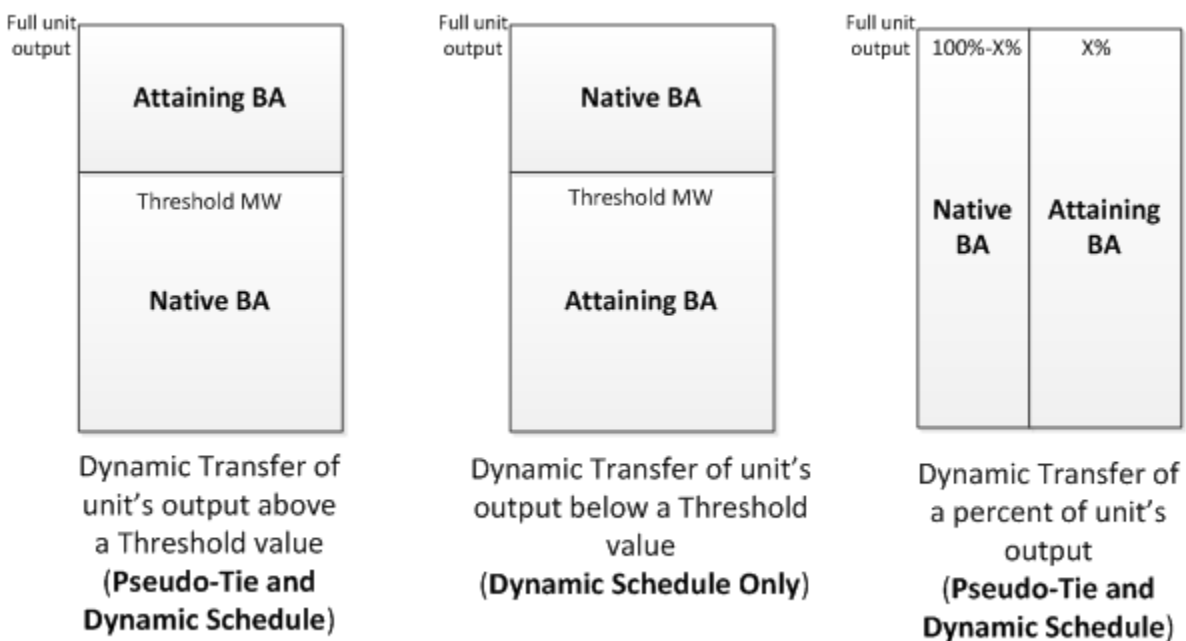 Full unit
output
Attaining BA
Threshold MW
Native BA
Dynamic Transfer of
unit's output above
a Threshold value
(Pseudo-Tie and
Dynamic Schedule)
Full unit
output
Native BA
Threshold MW
Attaining BA
Dynamic Transfer of unit's
output below a Threshold
value
(Dynamic Schedule Only)
Full unit
output
100%-X%
X%
Native
BA
Attaining
BA
Dynamic Transfer of
a percent of unit's
output
(Pseudo-Tie and
Dynamic Schedule)